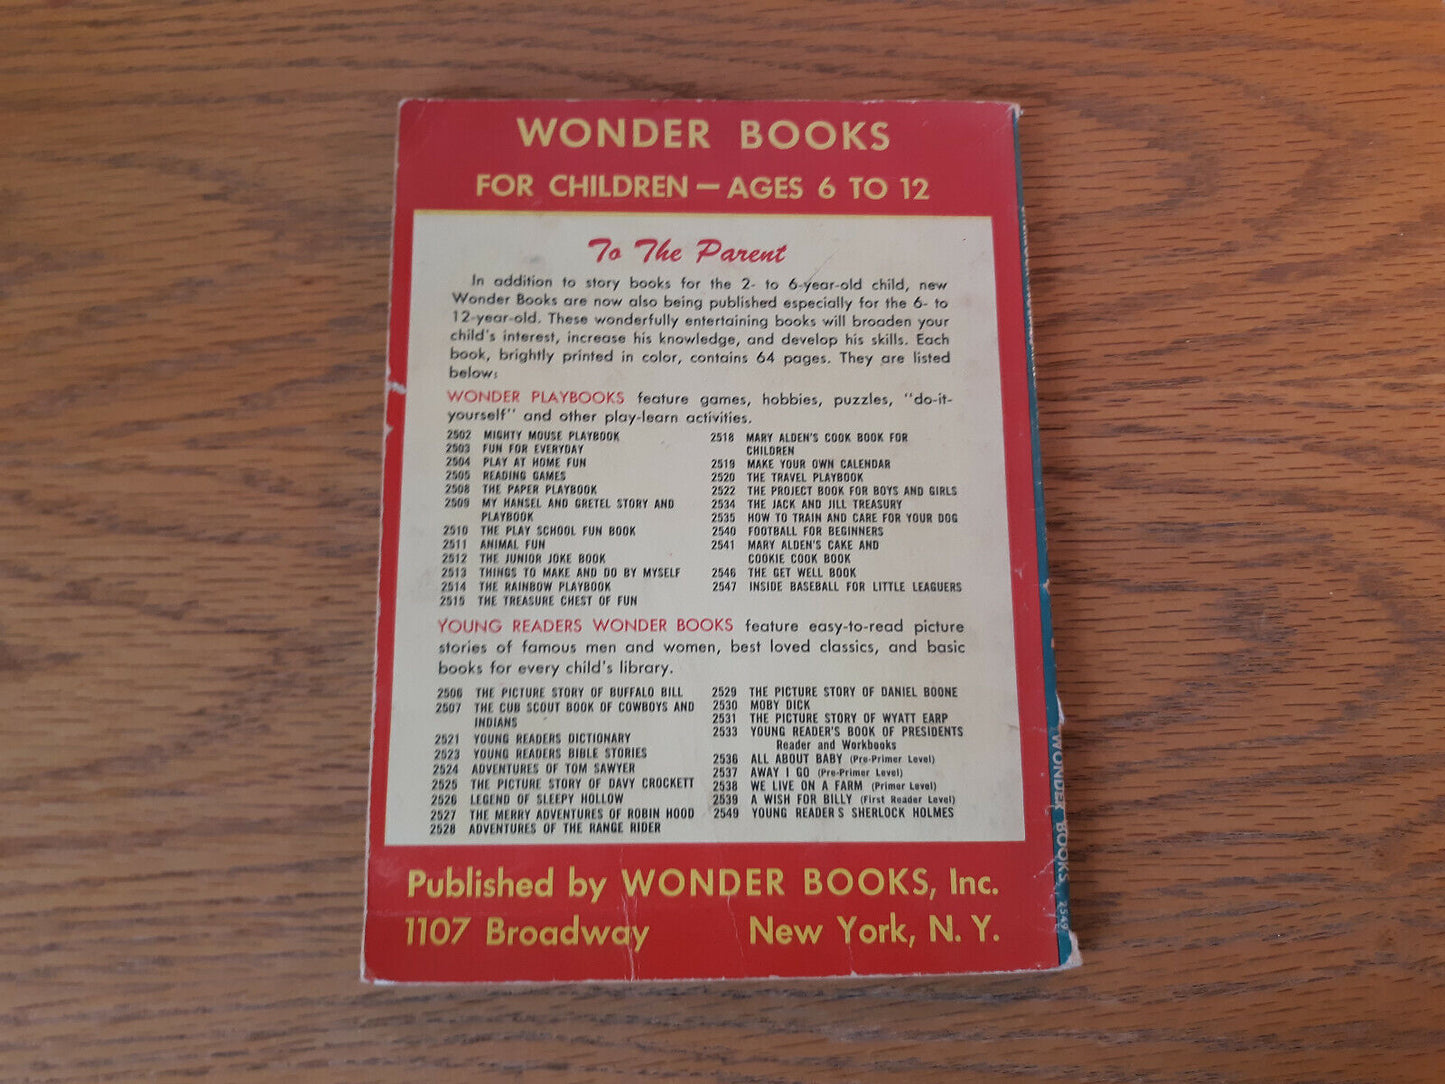 WONDER BOOKS
FOR CHILDREN — AGES 6 TO 12
To The Parent
In addition to story books for the 2- to 6-year-old child, new
Wonder Books are now also being published especially for the 6- to
12-year-old. These wonderfully entertaining books will broaden your
child's interest, increase his knowledge, and develop his skills. Each
book, brightly printed in color, contains 64 pages. They are listed
below:
WONDER PLAYBOOKS feature games, hobbies, puzzles, "do-it-
yourself" and other play-learn activities.
2502 MIGHTY MOUSE PLAYBOOK
2503 FUN FOR EVERYDAY
2504 PLAY AT HOME FUN
2505 READING GAMES
2508 THE PAPER PLAYBOOK
2509 MY HANSEL AND GRETEL STORY AND
PLAYBOOK
2510 THE PLAY SCHOOL FUN BOOK
2511 ANIMAL FUN
2512 THE JUNIOR JOKE BOOK
2513 THINGS TO MAKE AND DO BY MYSELF
2514 THE RAINBOW PLAYBOOK
2515 THE TREASURE CHEST OF FUN
2518 MARY ALDEN'S COOK BOOK FOR
CHILDREN
2519 MAKE YOUR OWN CALENDAR
2520 THE TRAVEL PLAYBOOK
2522 THE PROJECT BOOK FOR BOYS AND GIRLS
2534 THE JACK AND JILL TREASURY
2535 HOW TO TRAIN AND CARE FOR YOUR DOG
2540 FOOTBALL FOR BEGINNERS
2541 MARY ALDEN'S CAKE AND
COOKIE COOK BOOK
2546 THE GET WELL BOOK
2547 INSIDE BASEBALL FOR LITTLE LEAGUERS
YOUNG READERS WONDER BOOKS feature easy-to-read picture
stories of famous men and women, best loved classics, and basic
books for every child's library.
2506 THE PICTURE STORY OF BUFFALO BILL
2507 THE CUB SCOUT BOOK OF COWBOYS AND
INDIANS
2521 YOUNG READERS DICTIONARY
2523 YOUNG READERS BIBLE STORIES
2524 ADVENTURES OF TOM SAWYER
2525 THE PICTURE STORY OF DAVY CROCKETT
2526 LEGEND OF SLEEPY HOLLOW
2527 THE MERRY ADVENTURES OF ROBIN HOOD
2528 ADVENTURES OF THE RANGE RIDER
2529 THE PICTURE STORY OF DANIEL BOONE
2530 MOBY DICK
2531 THE PICTURE STORY OF WYATT EARP
2533 YOUNG READER'S BOOK OF PRESIDENTS
Reader and Workbooks
2536 ALL ABOUT BABY (Pre-Primer Level)
2537 AWAY I GO (Pre-Primer Level)
2538 WE LIVE ON A FARM (Primer Level)
2539 A WISH FOR BILLY (First Reader Level)
2549 YOUNG READER S SHERLOCK HOLMES
Published by WONDER BOOKS, Inc.
1107 Broadway New York, N. Y.
WONDER BOOKS 2549